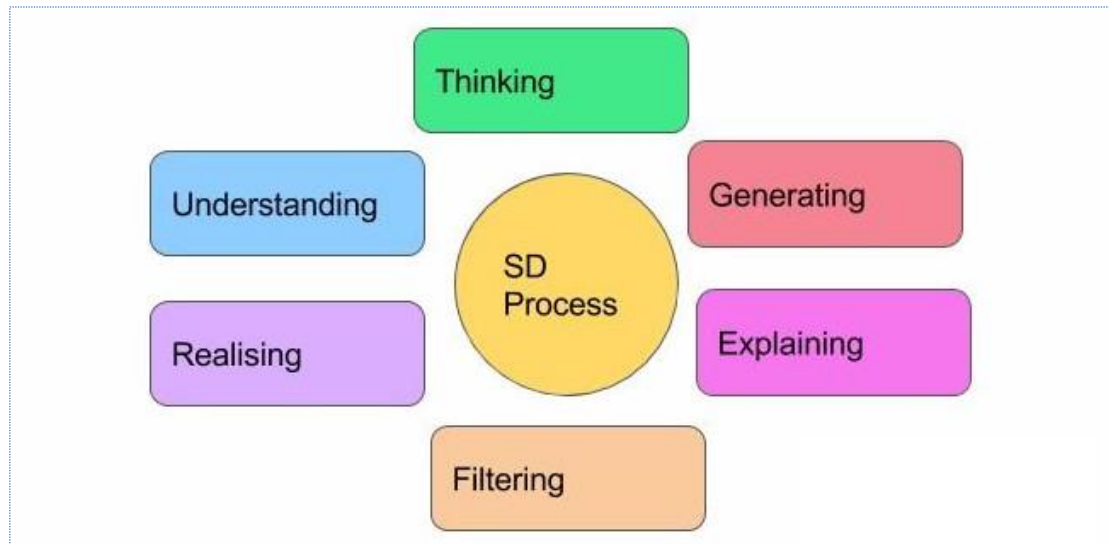 Thinking
Understanding
Generating
SD
Process
Realising
Explaining
Filtering